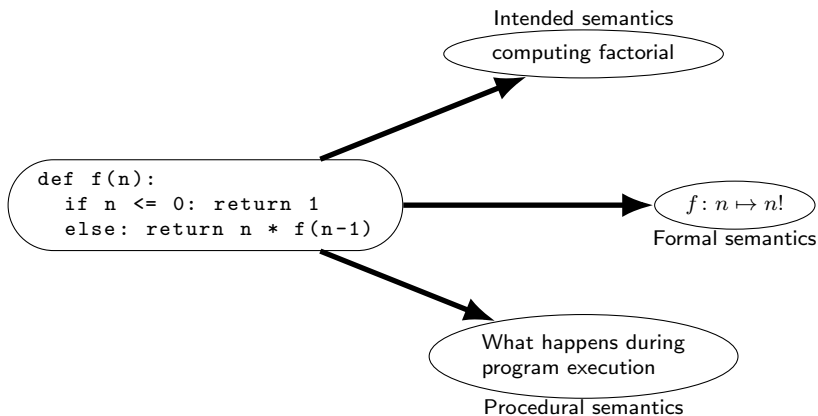 Intended semantics
computing factorial
def f(n):
  if n <= 0: return 1
  else: return n * f(n-1)
f: n ↦ n!
Formal semantics
What happens during
program execution
Procedural semantics